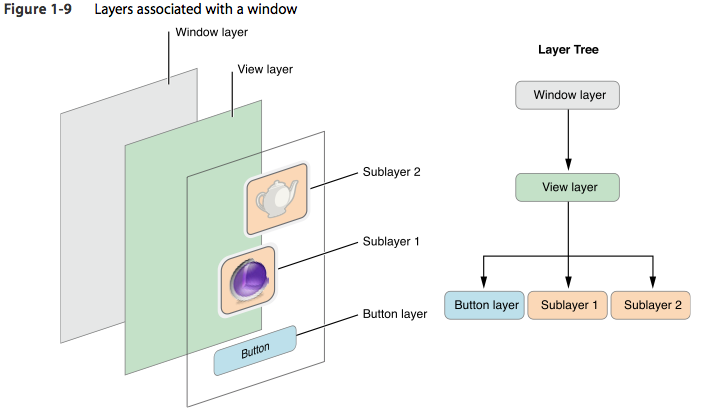 Figure 1-9 Layers associated with a window
Window layer
View layer
Sublayer 2
Sublayer 1
Button layer
Button
Layer Tree
Window layer
View layer
Button layer
Sublayer 1
Sublayer 2